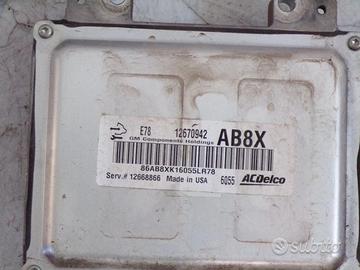 E78 12670942 AB8X
GM Components Holdings
86AB8XK16055LR78
Serv.# 12668866 Made in USA 6055 ACDelco
subito